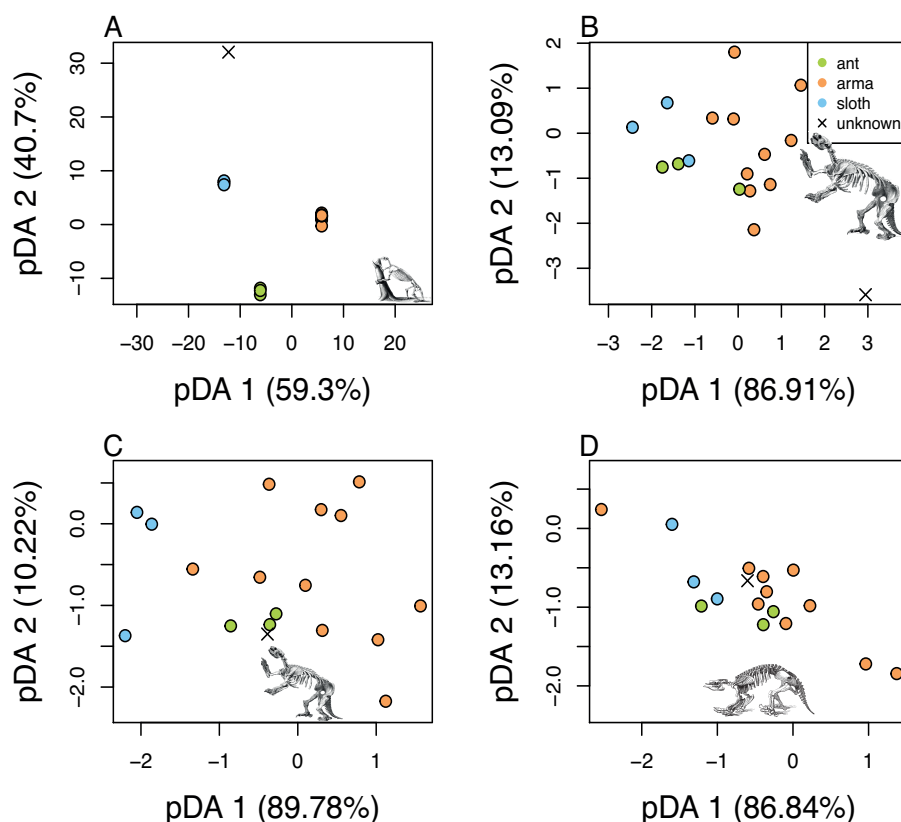 A
pDA 2 (40.7%)
30
20
10
0
−10
−30
−20
−10
0
10
20
pDA 1 (59.3%)
B
pDA 2 (13.09%)
2
1
0
−1
−2
−3
ant
arma
sloth
unknown
−3
−2
−1
0
1
2
3
pDA 1 (86.91%)
C
pDA 2 (10.22%)
0.0
−1.0
−2.0
−2
−1
0
1
pDA 1 (89.78%)
D
pDA 2 (13.16%)
0.0
−1.0
−2.0
−2
−1
0
1
pDA 1 (86.84%)